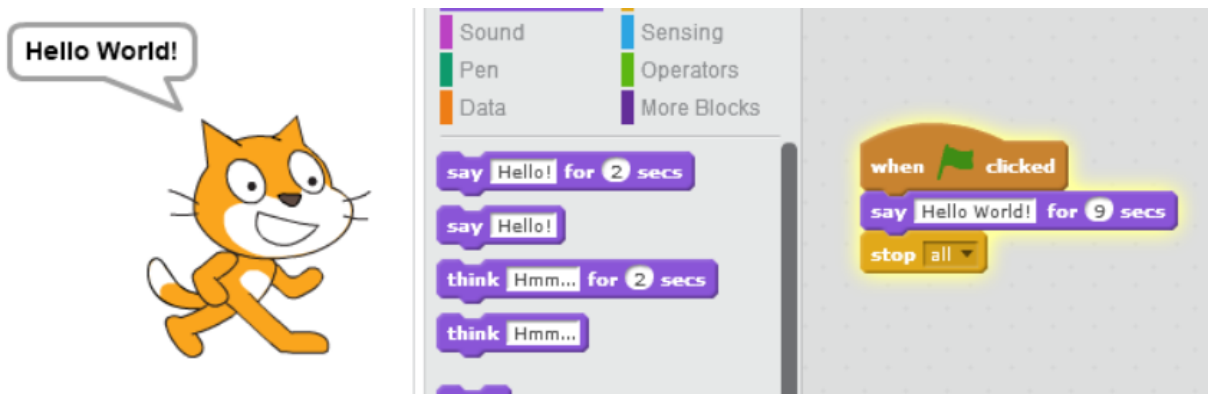 Hello World!
Sound
Sensing
Pen
Operators
Data
More Blocks
say Hello! for 2 secs
say Hello!
think Hmm... for 2 secs
think Hmm...
when clicked
say Hello World! for 9 secs
stop all